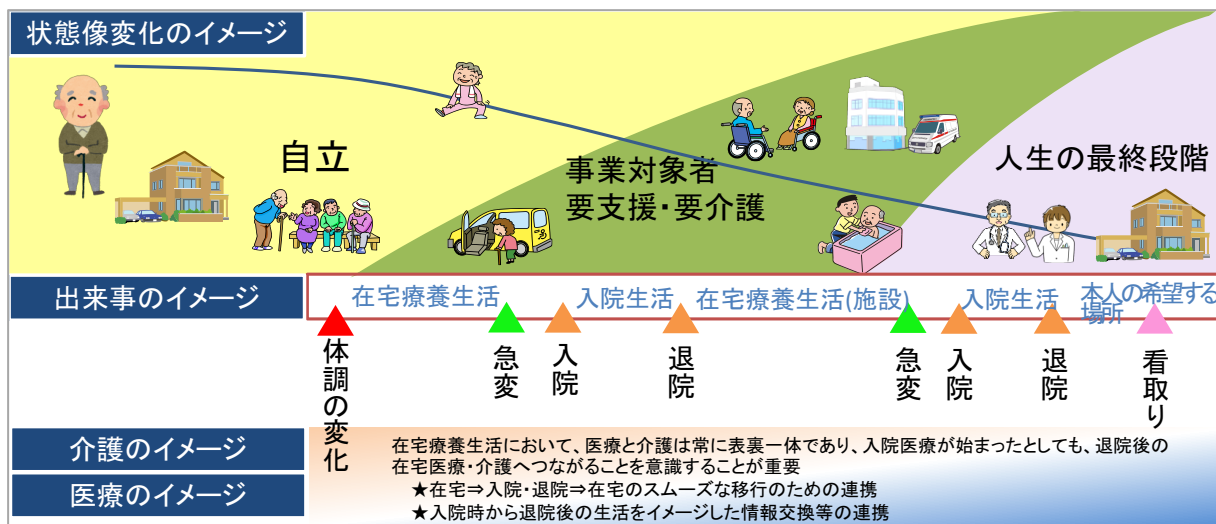 状態像変化のイメージ
自立
事業対象者
要支援・要介護
人生の最終段階
出来事のイメージ
在宅療養生活
入院生活
在宅療養生活(施設)
入院生活
本人の希望する
場所
体調の変化
急変
入院
退院
急変
入院
退院
看取り
介護のイメージ
医療のイメージ
在宅療養生活において、医療と介護は常に表裏一体であり、入院医療が始まったとしても、退院後の
在宅医療・介護へつながることを意識することが重要
★在宅⇒入院・退院⇒在宅のスムーズな移行のための連携
★入院時から退院後の生活をイメージした情報交換等の連携